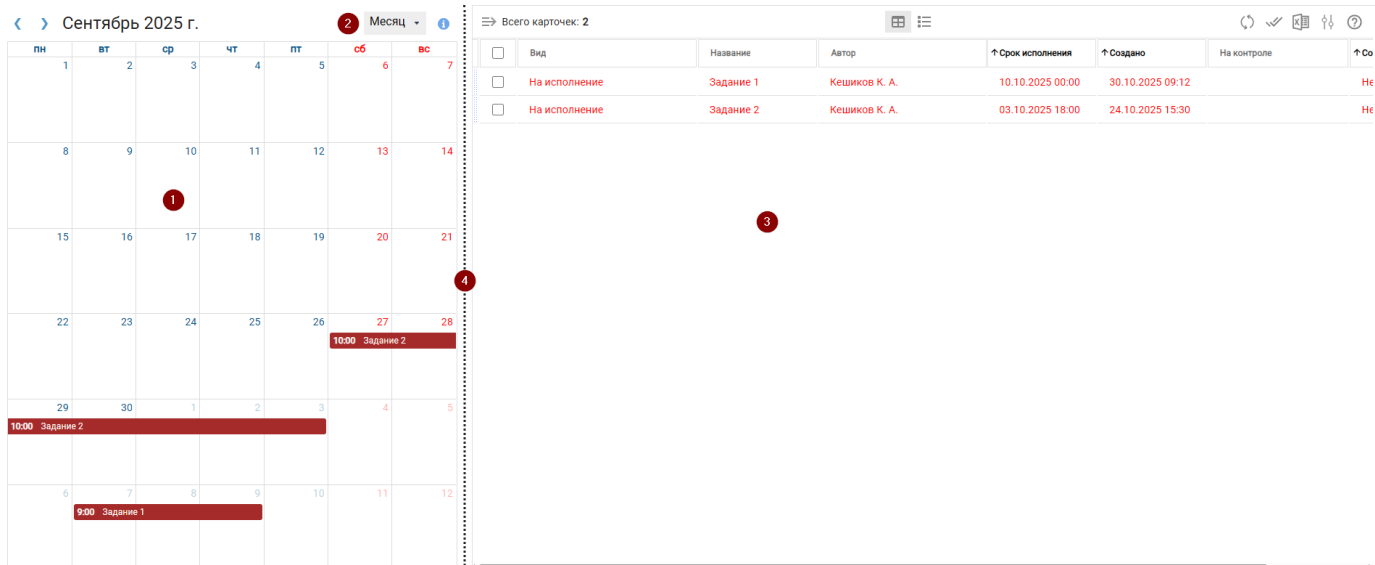 Сентябрь 2025 г.
2
Месяц
пн вт ср чт пт сб вс
1 2 3 4 5 6 7
8 9 10 11 12 13 14
1
15 16 17 18 19 20 21
22 23 24 25 26 27 28
10:00 Задание 2
29 30 1 2 3 4 5
10:00 Задание 2
6 7 8 9 10 11 12
9:00 Задание 1
4
Всего карточек: 2
Вид Название Автор ↑ Срок исполнения ↑ Создано На контроле ↑ Со
На исполнение Задание 1 Кешиков К. А. 10.10.2025 00:00 30.10.2025 09:12 Не
На исполнение Задание 2 Кешиков К. А. 03.10.2025 18:00 24.10.2025 15:30 Не
3